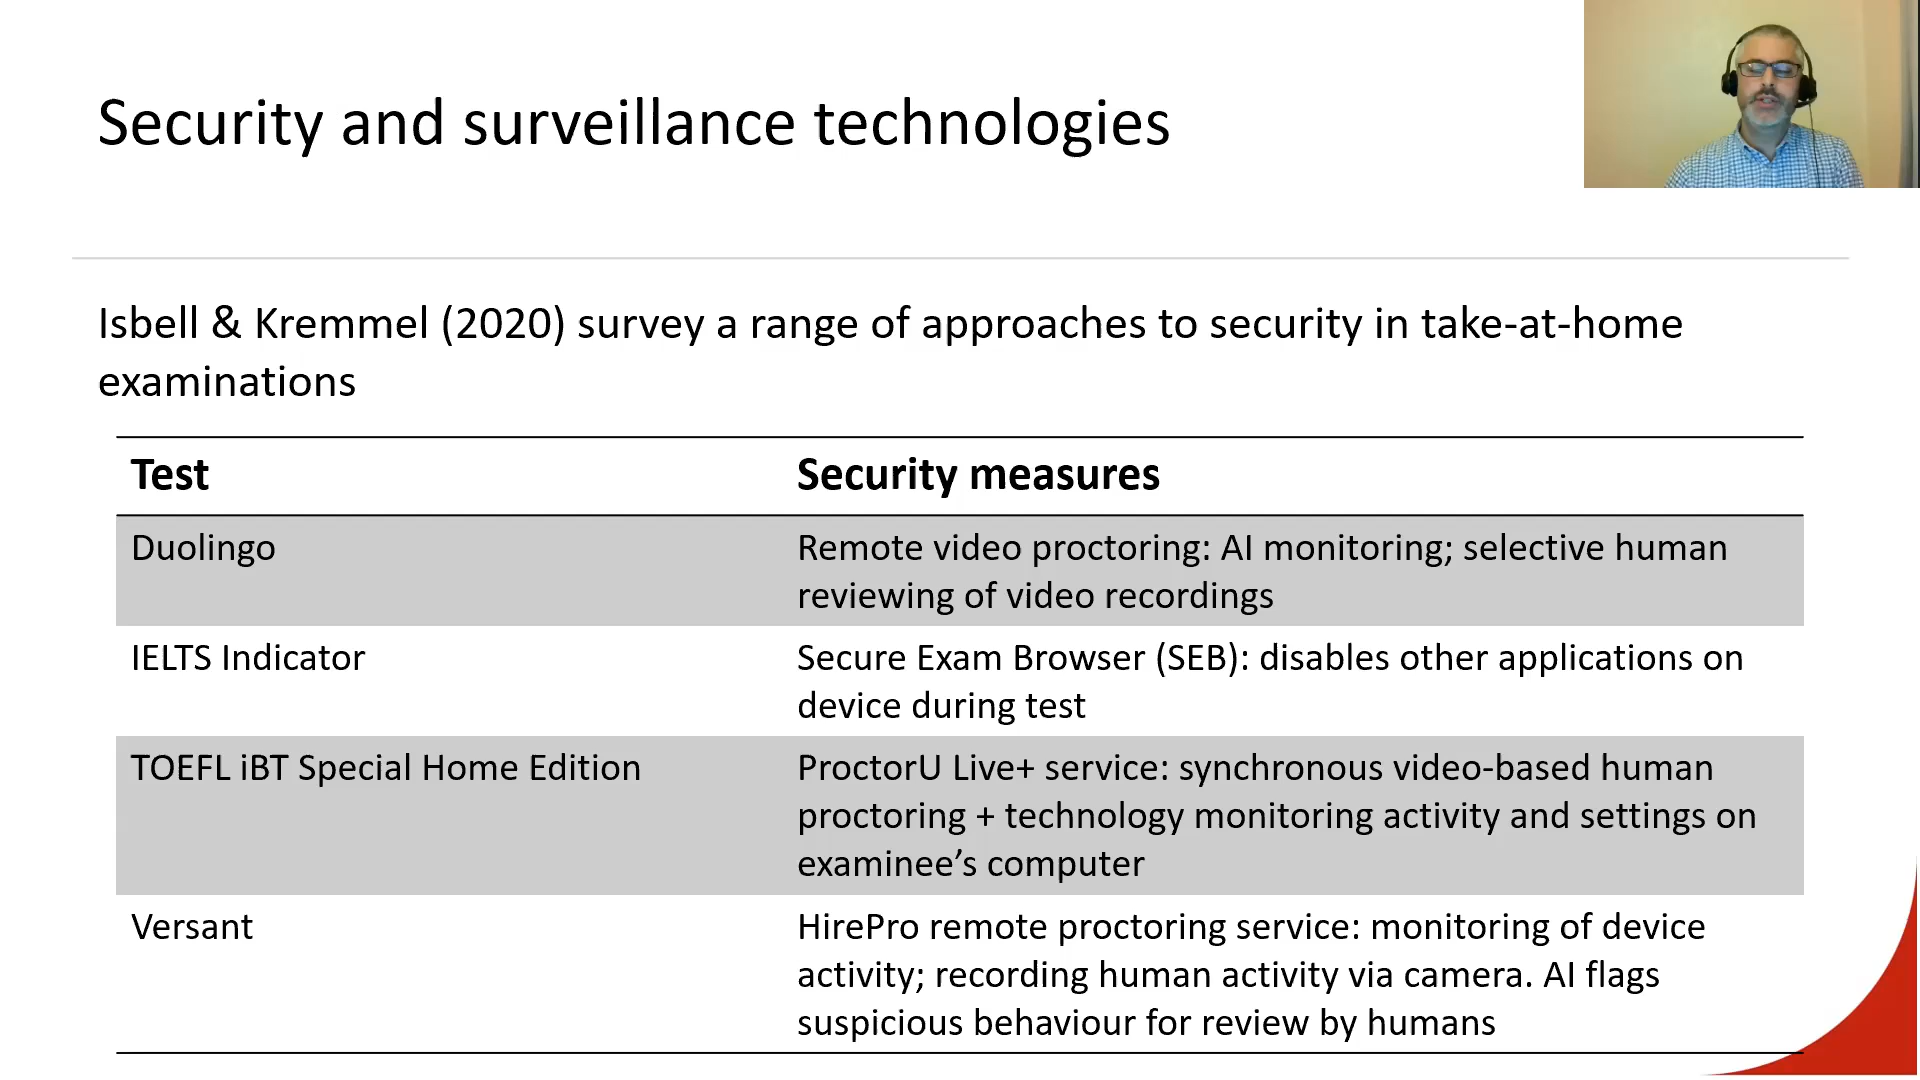 Security and surveillance technologies
Isbell & Kremmel (2020) survey a range of approaches to security in take-at-home
examinations
Test
Security measures
Duolingo
Remote video proctoring: AI monitoring; selective human
reviewing of video recordings
IELTS Indicator
Secure Exam Browser (SEB): disables other applications on
device during test
TOEFL iBT Special Home Edition
ProctorU Live+ service: synchronous video-based human
proctoring + technology monitoring activity and settings on
examinee’s computer
Versant
HirePro remote proctoring service: monitoring of device
activity; recording human activity via camera. AI flags
suspicious behaviour for review by humans